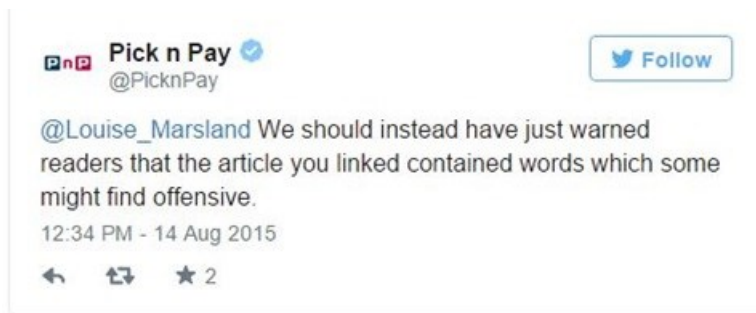 PnP Pick n Pay
@PicknPay
Follow
@Louise_Marsland We should instead have just warned
readers that the article you linked contained words which some
might find offensive.
12:34 PM - 14 Aug 2015
2